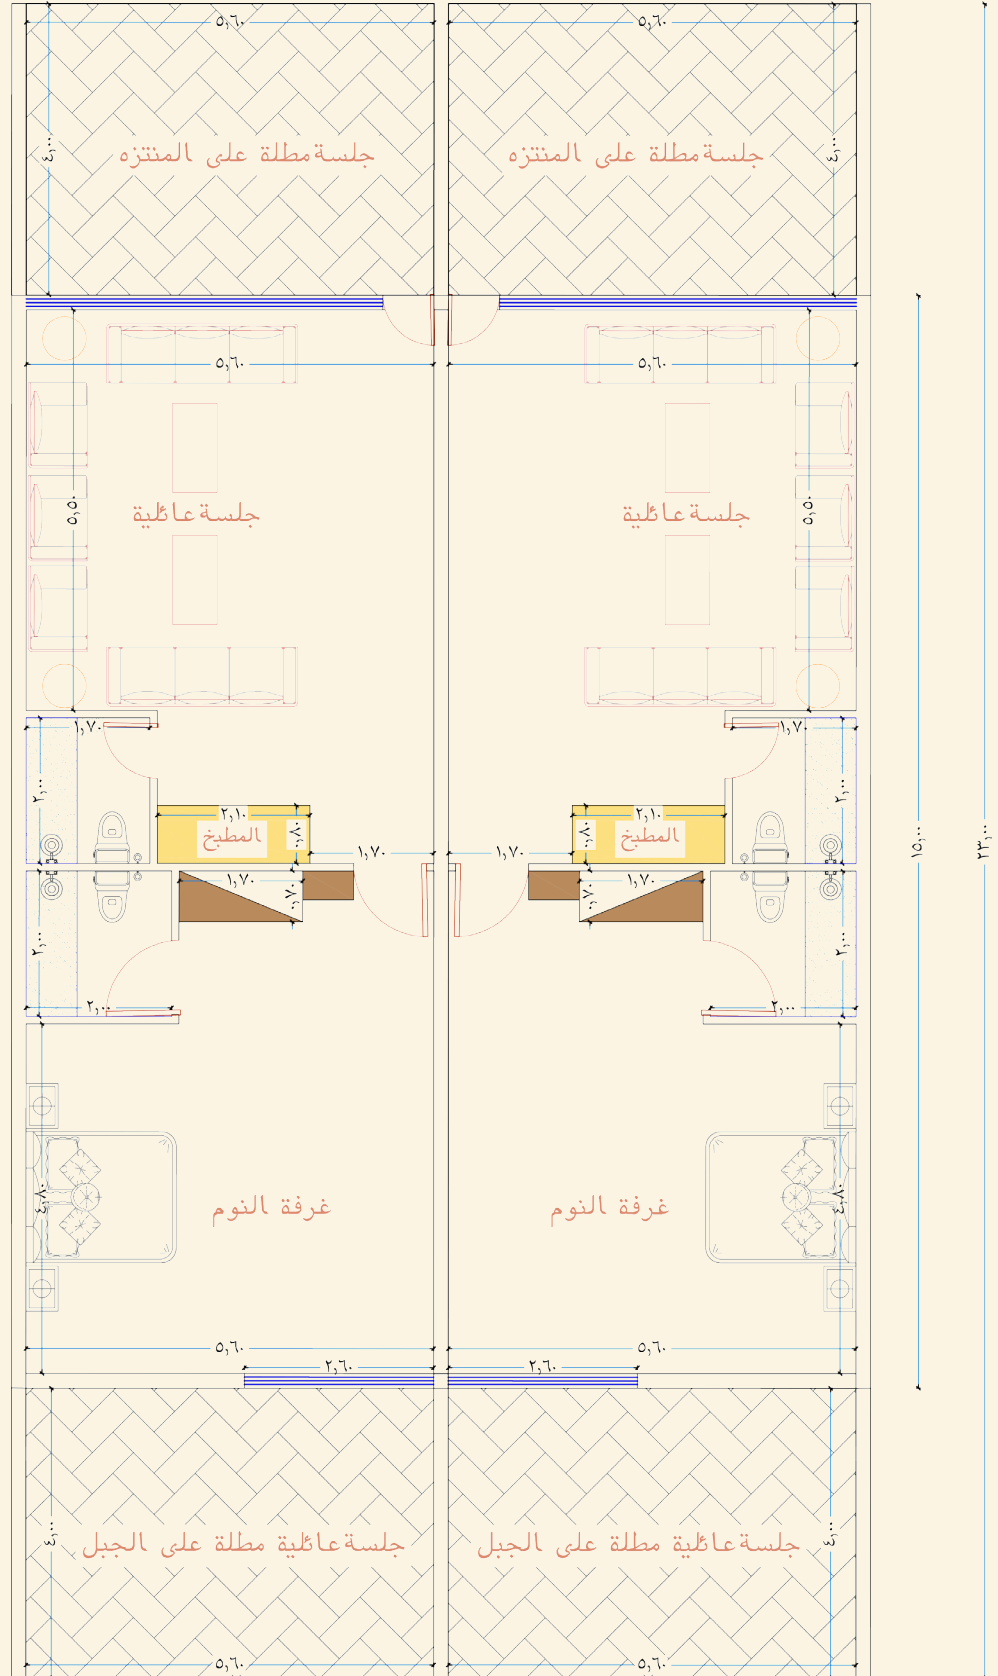 ٥,٦٠ ٥,٦٠
٤,٠٠ ٤,٠٠
جلسة مطلة على المنتزه جلسة مطلة على المنتزه
٥,٦٠ ٥,٦٠
جلسة عائلية جلسة عائلية
٥,٥٠ ٥,٥٠
١,٧٠ ١,٧٠
٢,٠٠ ٢,١٠ ٢,١٠ ٢,٠٠
المطبخ ٠,٨٠ ٠,٨٠ المطبخ
١,٧٠ ١,٧٠
١٥,٠٠ ٢٣,٠٠
١,٧٠ ١,٧٠
٠,٧٠ ٠,٧٠
٢,٠٠ ٢,٠٠
٢,٠٠ ٢,٠٠
٤,٨٠ ٤,٨٠
غرفة النوم غرفة النوم
٥,٦٠ ٥,٦٠
٢,٦٠ ٢,٦٠
٤,٠٠ ٤,٠٠
جلسة عائلية مطلة على الجبل جلسة عائلية مطلة على الجبل
٥,٦٠ ٥,٦٠